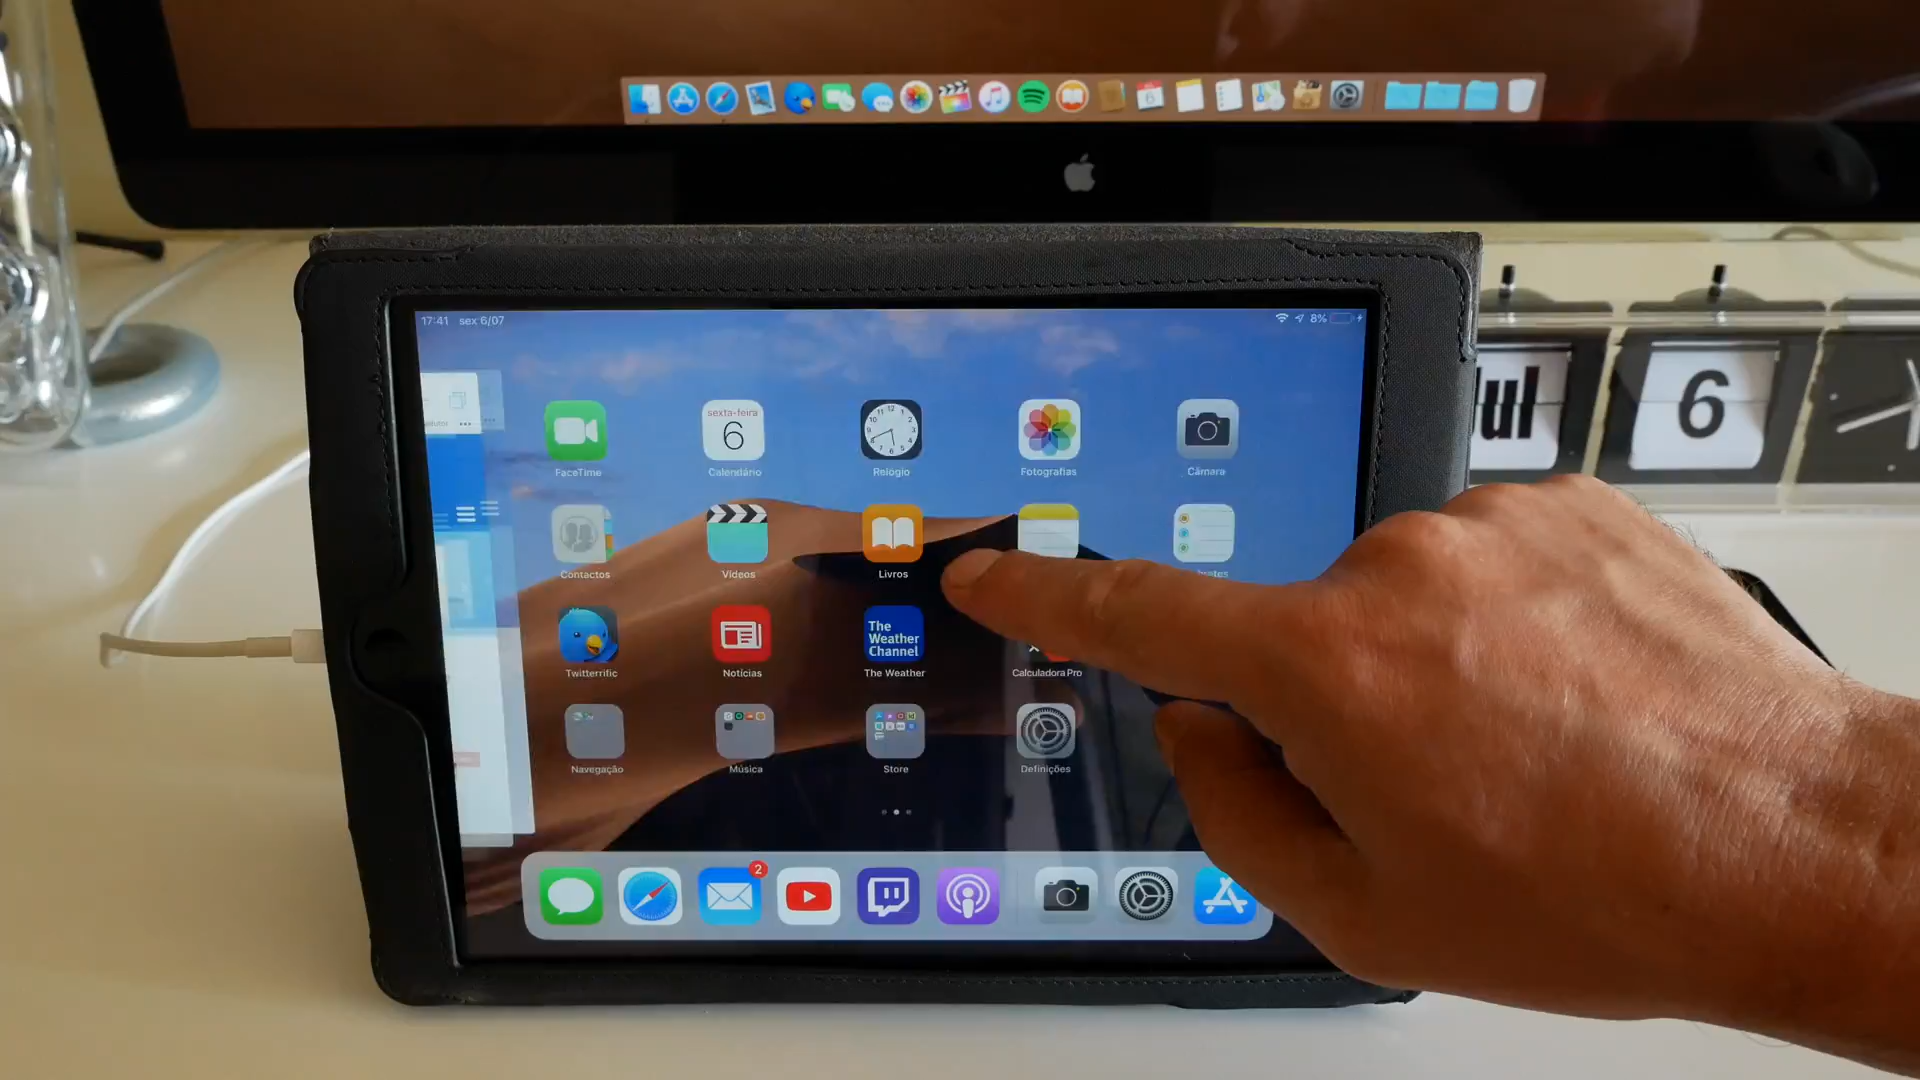 17:41 sex 6/07
8%
FaceTime
sexta-feira
6
Calendário
Relógio
Fotografias
Câmara
Contactos
Vídeos
Livros
Twitterrific
Notícias
The
Weather
Channel
The Weather
Calculadora Pro
Navegação
Música
Store
Definições
2
Jul
6
6